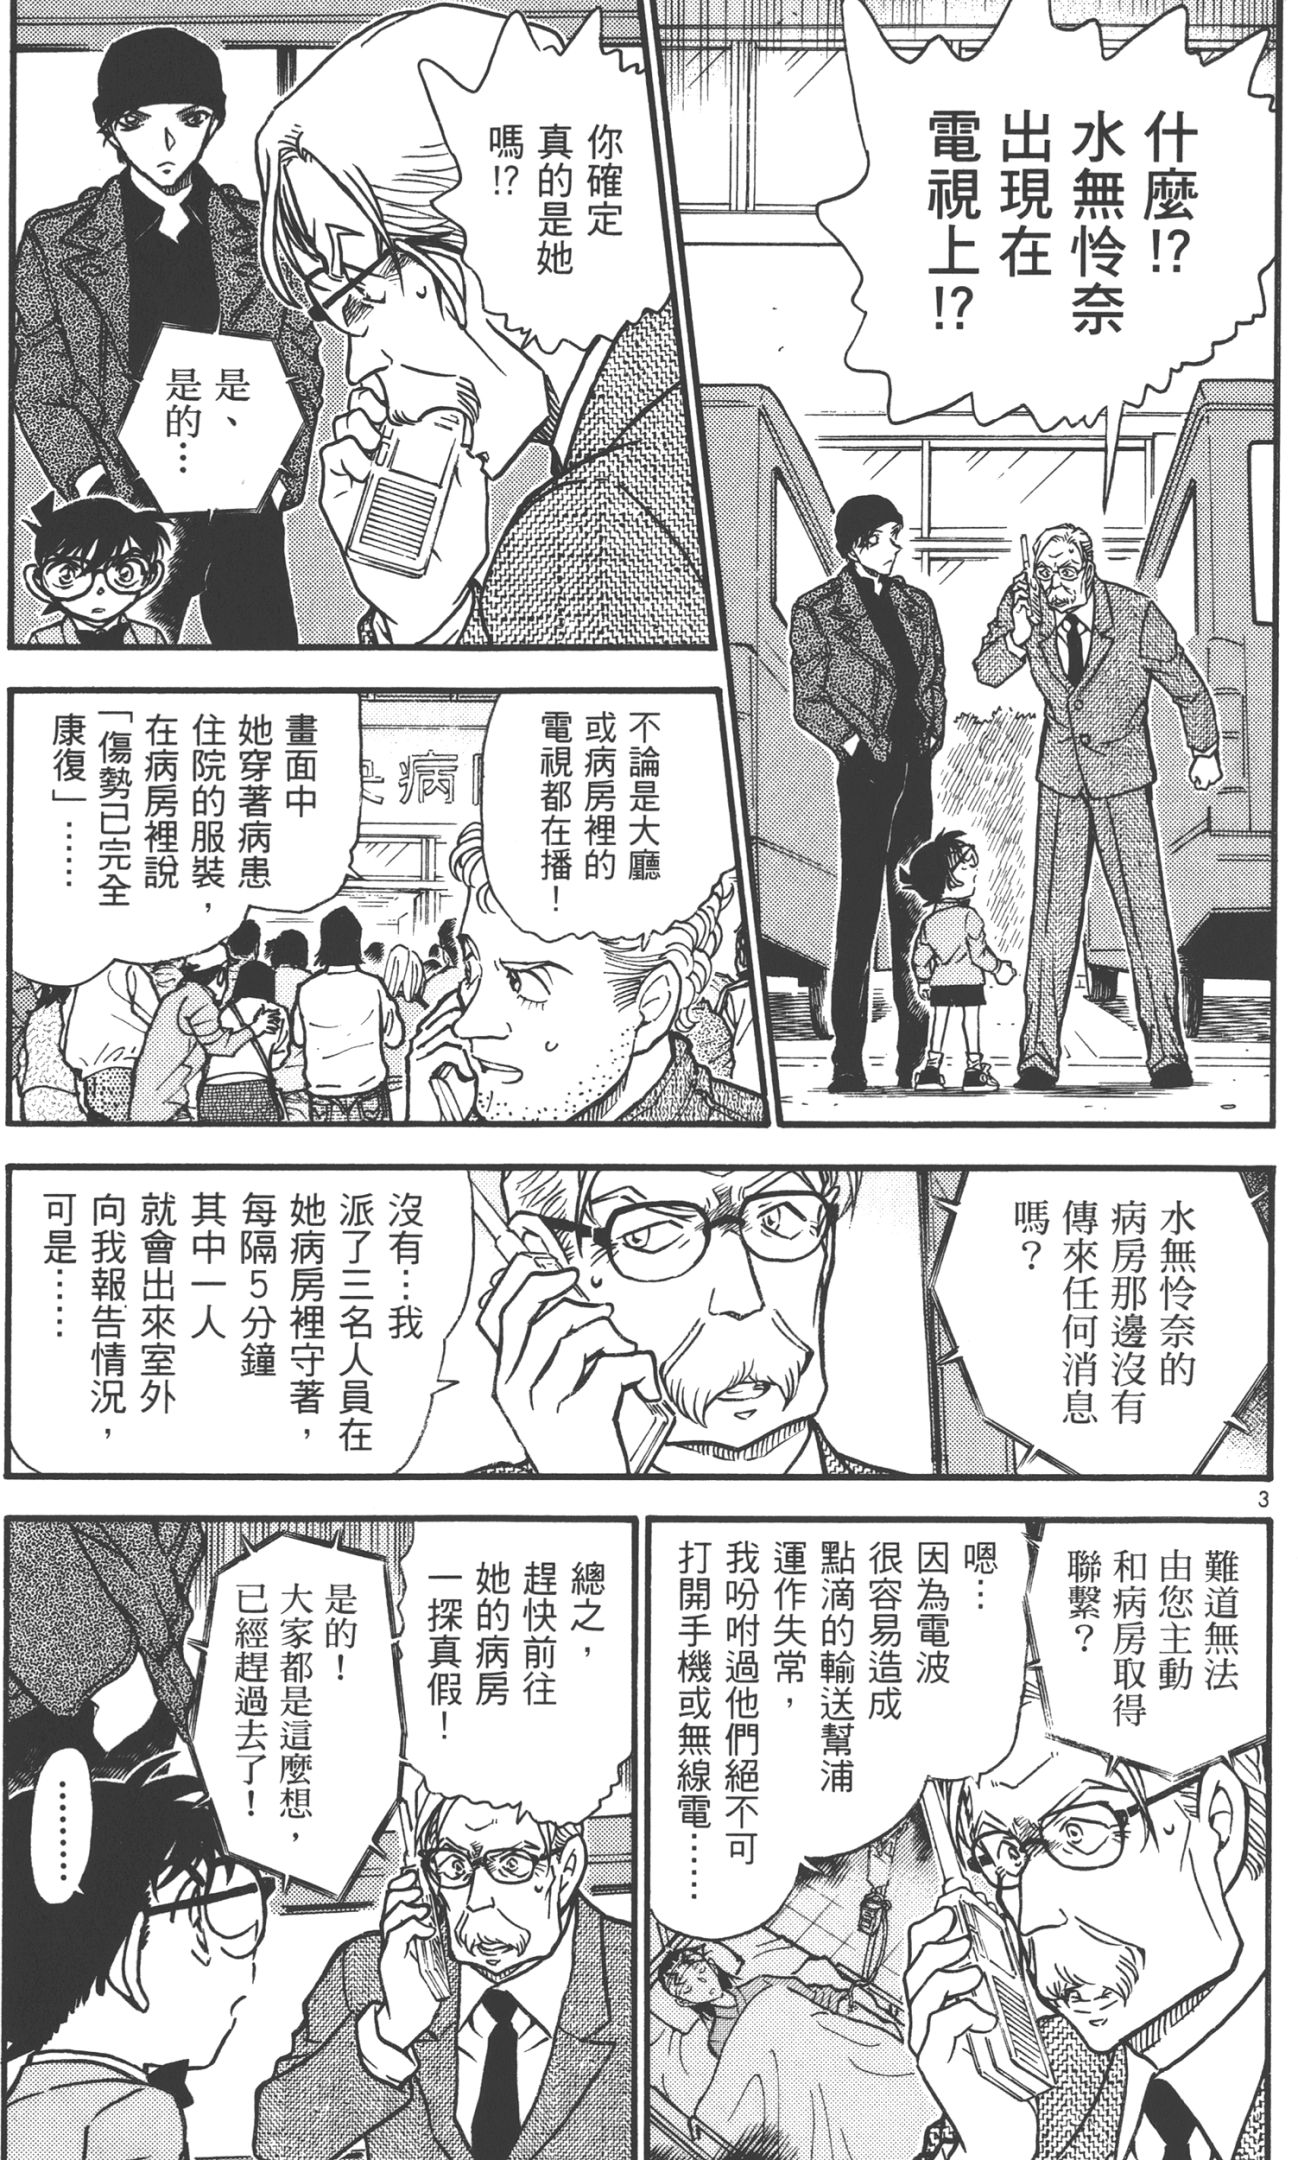 什麼!?
水無怜奈
出現在
電視上!?
你確定
真的是她
嗎!?
是、
是的…
不論是大廳
或病房裡的
電視都在播！
畫面中
她穿著病患
住院的服裝，
在病房裡說
「傷勢已完全
康復」……
央病院
水無怜奈的
病房那邊沒有
傳來任何消息
嗎？
沒有…我
派了三名人員在
她病房裡守著，
每隔5分鐘
其中一人
就會出來室外
向我報告情況，
可是……
3
難道無法
由您主動
和病房取得
聯繫？
嗯…
因為電波
很容易造成
點滴的輸送幫浦
運作失常，
我吩咐過他們絕不可
打開手機或無線電……
總之，
趕快前往
她的病房
一探真假！
是的！
大家都是這麼想，
已經趕過去了！
………